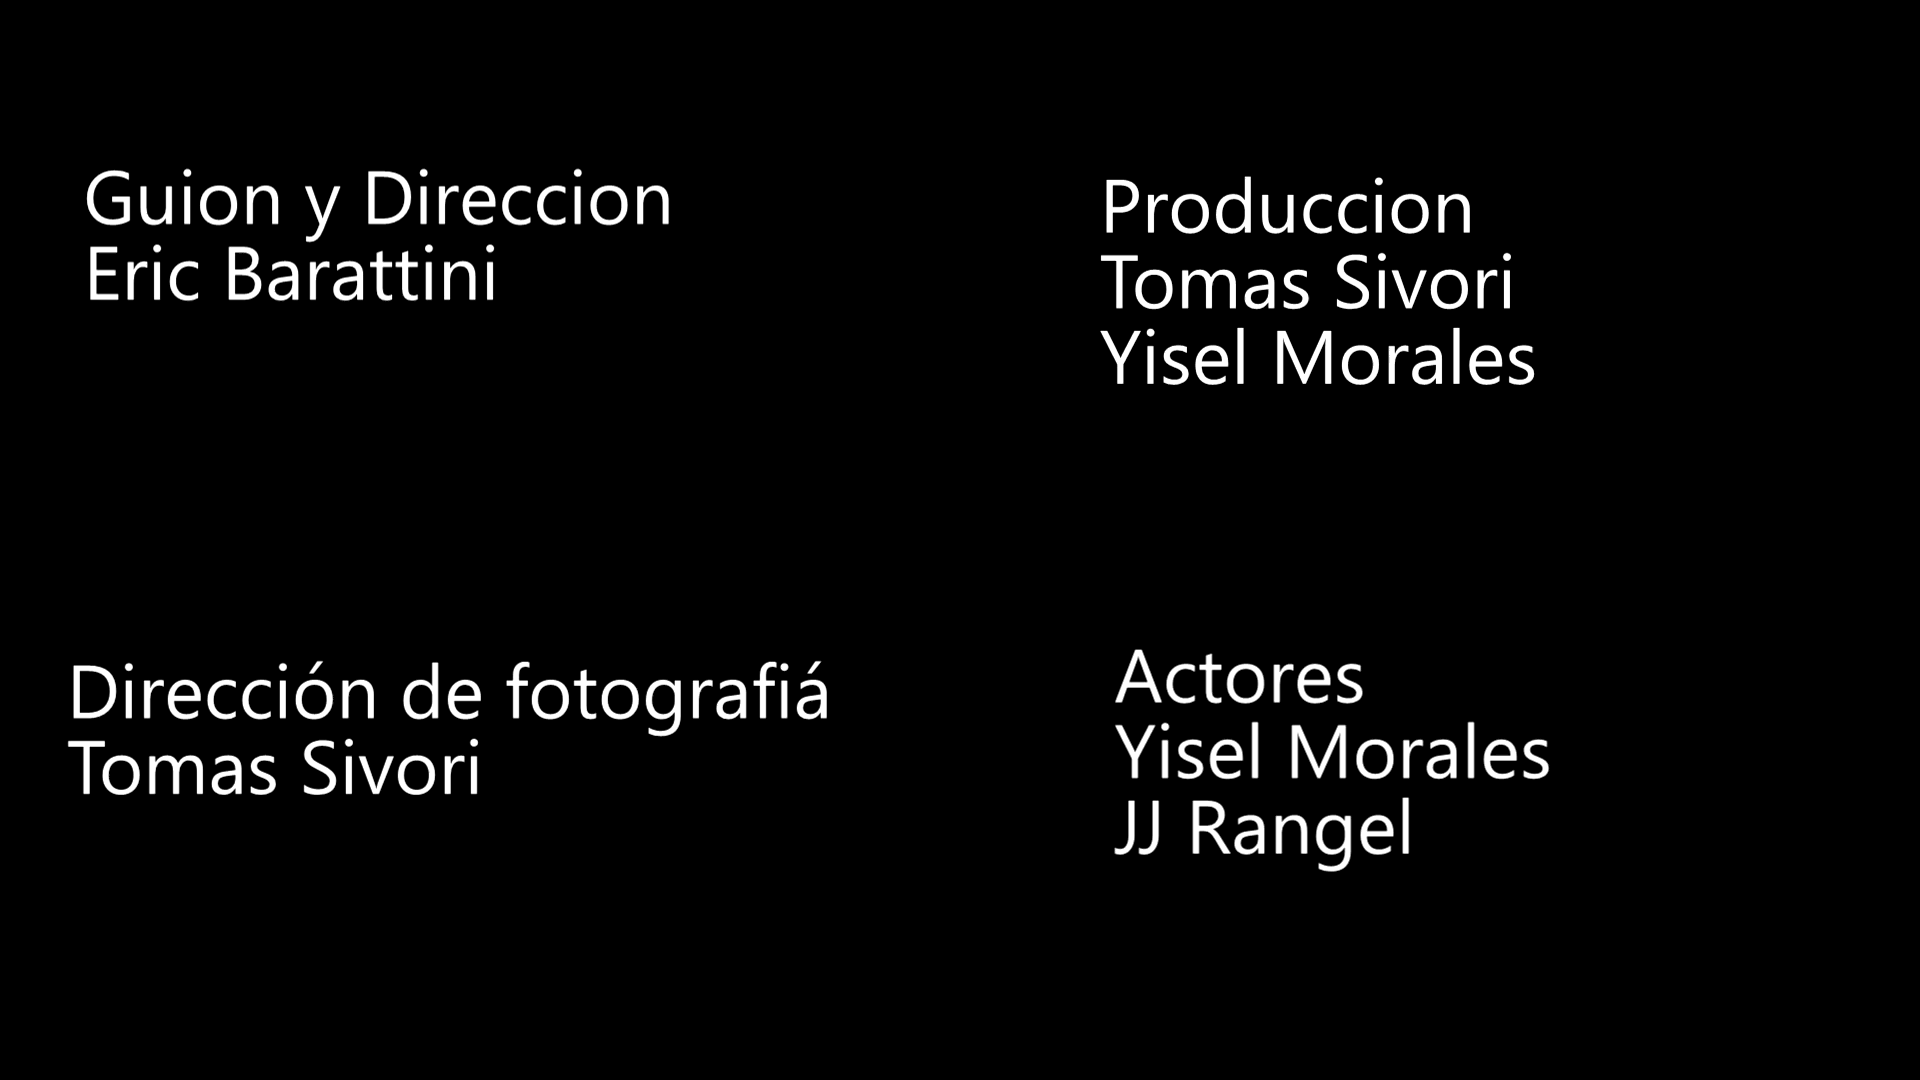 Guion y Direccion
Eric Barattini
Produccion
Tomas Sivori
Yisel Morales
Dirección de fotografiá
Tomas Sivori
Actores
Yisel Morales
JJ Rangel